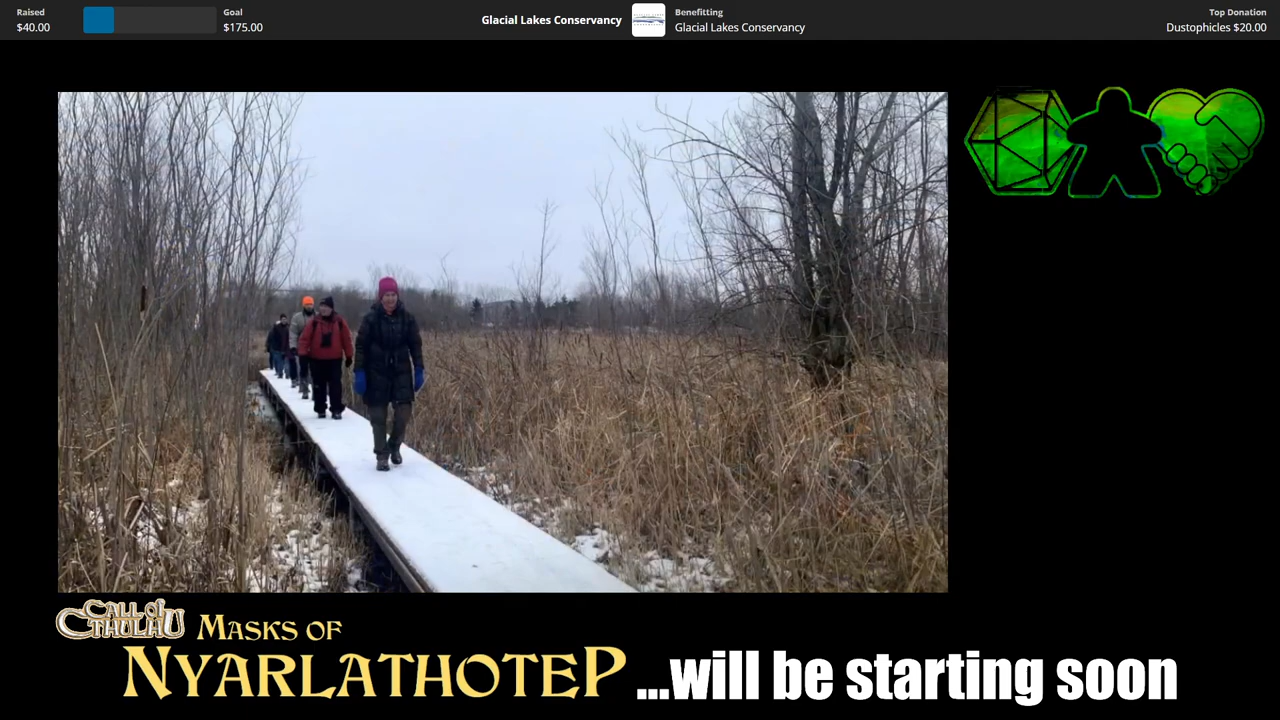 Raised
$40.00
Goal
$175.00
Glacial Lakes Conservancy
Benefitting
Glacial Lakes Conservancy
Top Donation
Dustophicles $20.00
CALL of CTHULHU
MASKS OF
NYARLATHOTEP ...will be starting soon